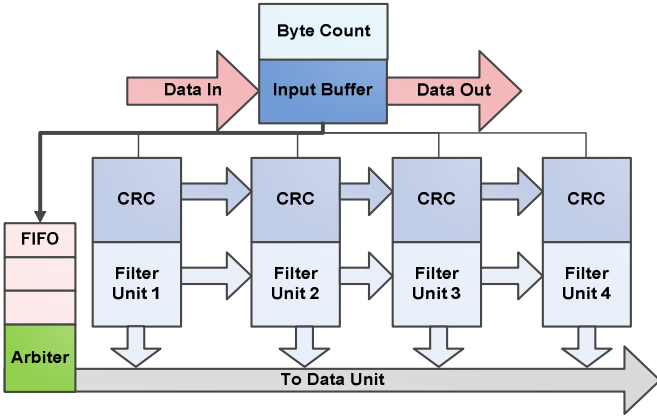 Byte Count
Data In
Input Buffer
Data Out
CRC
CRC
CRC
CRC
FIFO
Filter
Unit 1
Filter
Unit 2
Filter
Unit 3
Filter
Unit 4
Arbiter
To Data Unit